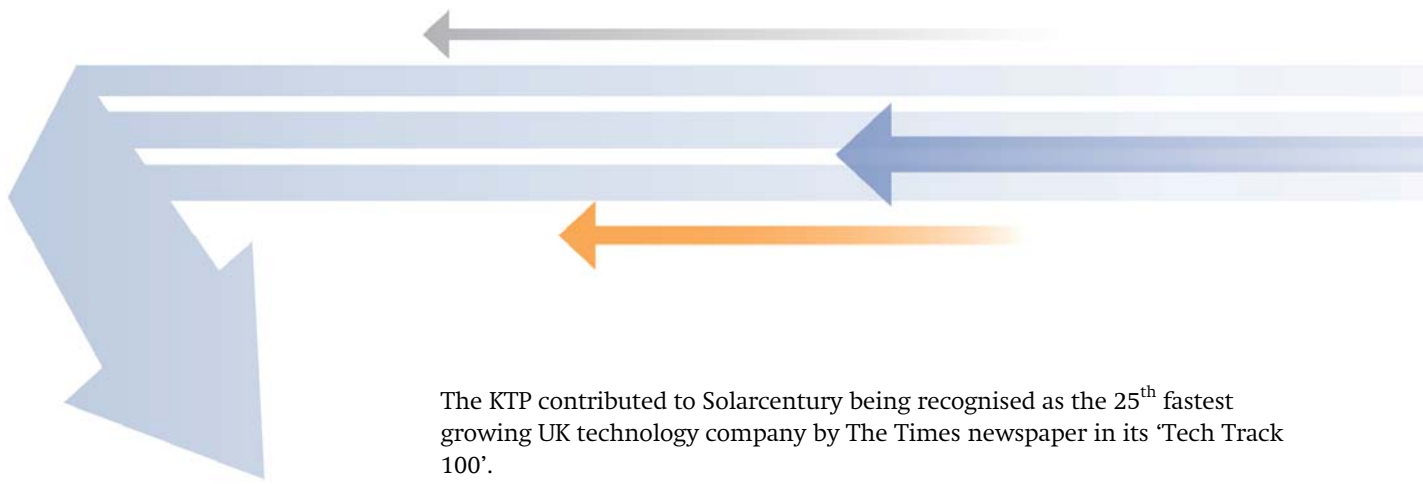 The KTP contributed to Solarcentury being recognised as the 25th fastest
growing UK technology company by The Times newspaper in its ‘Tech Track
100’.